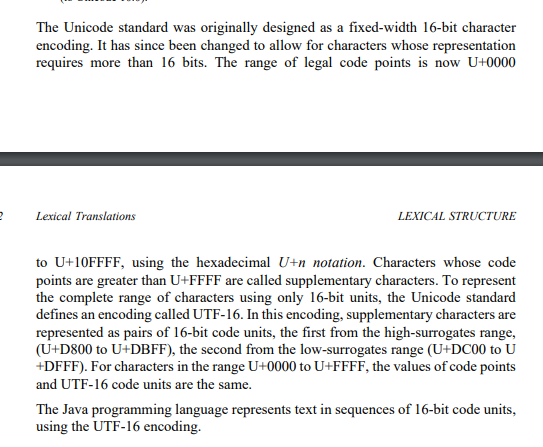 The Unicode standard was originally designed as a fixed-width 16-bit character
encoding. It has since been changed to allow for characters whose representation
requires more than 16 bits. The range of legal code points is now U+0000
2 Lexical Translations LEXICAL STRUCTURE
to U+10FFFF, using the hexadecimal U+n notation. Characters whose code
points are greater than U+FFFF are called supplementary characters. To represent
the complete range of characters using only 16-bit units, the Unicode standard
defines an encoding called UTF-16. In this encoding, supplementary characters are
represented as pairs of 16-bit code units, the first from the high-surrogates range,
(U+D800 to U+DBFF), the second from the low-surrogates range (U+DC00 to U
+DFFF). For characters in the range U+0000 to U+FFFF, the values of code points
and UTF-16 code units are the same.
The Java programming language represents text in sequences of 16-bit code units,
using the UTF-16 encoding.